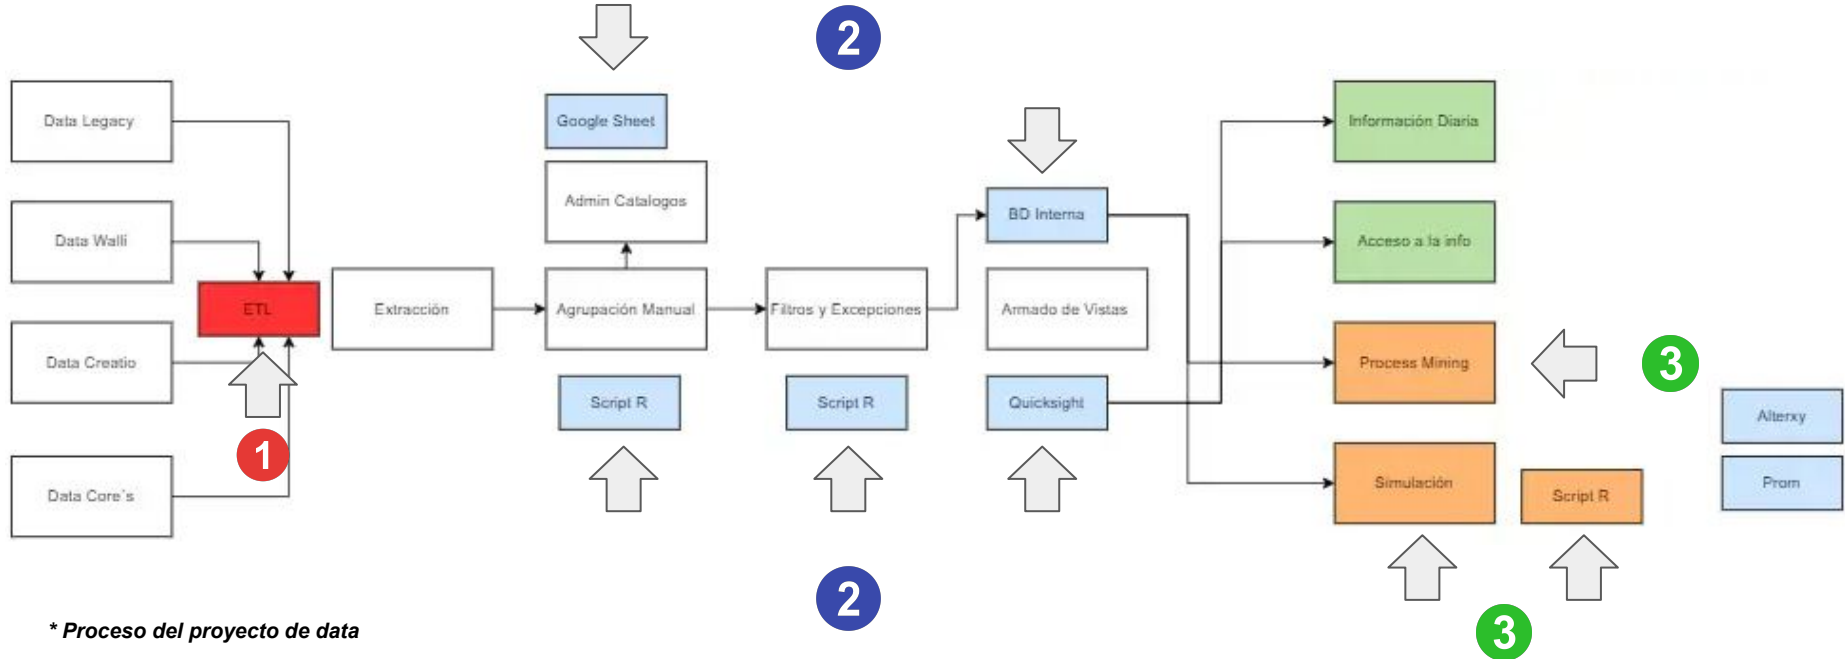 2
Google Sheet
Data Legacy
Información Diaria
Admin Catalogos
BD Interna
Data Walli
Acceso a la info
ETL
Extracción
Agrupación Manual
Filtros y Excepciones
Armado de Vistas
Data Creatio
Process Mining
3
Script R
Script R
Quicksight
Alterxy
1
Data Core´s
Simulación
Script R
Prom
2
3
* Proceso del proyecto de data